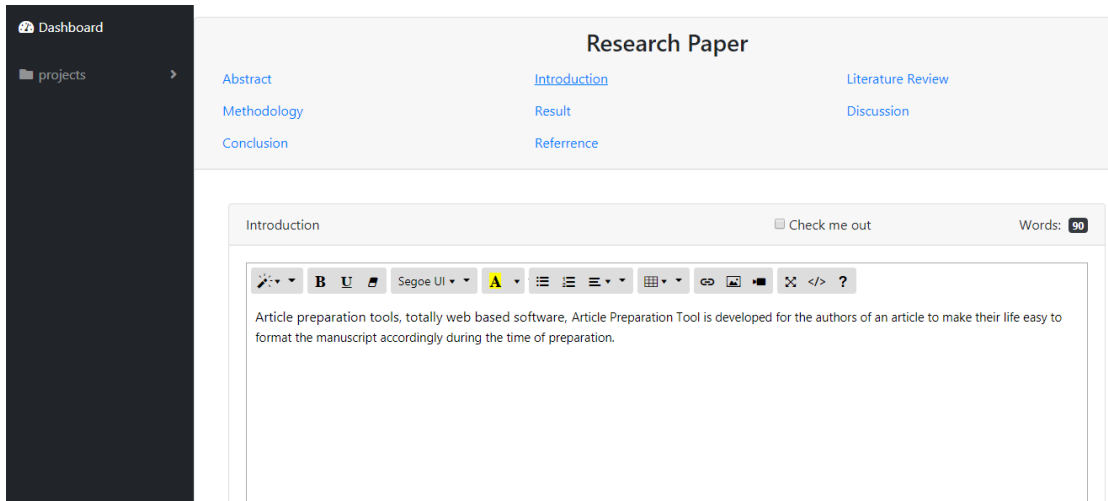 Dashboard
projects
Research Paper
Abstract Introduction Literature Review
Methodology Result Discussion
Conclusion Referrence
Introduction Check me out Words: 90
B U Segoe UI A </> ?
Article preparation tools, totally web based software, Article Preparation Tool is developed for the authors of an article to make their life easy to
format the manuscript accordingly during the time of preparation.